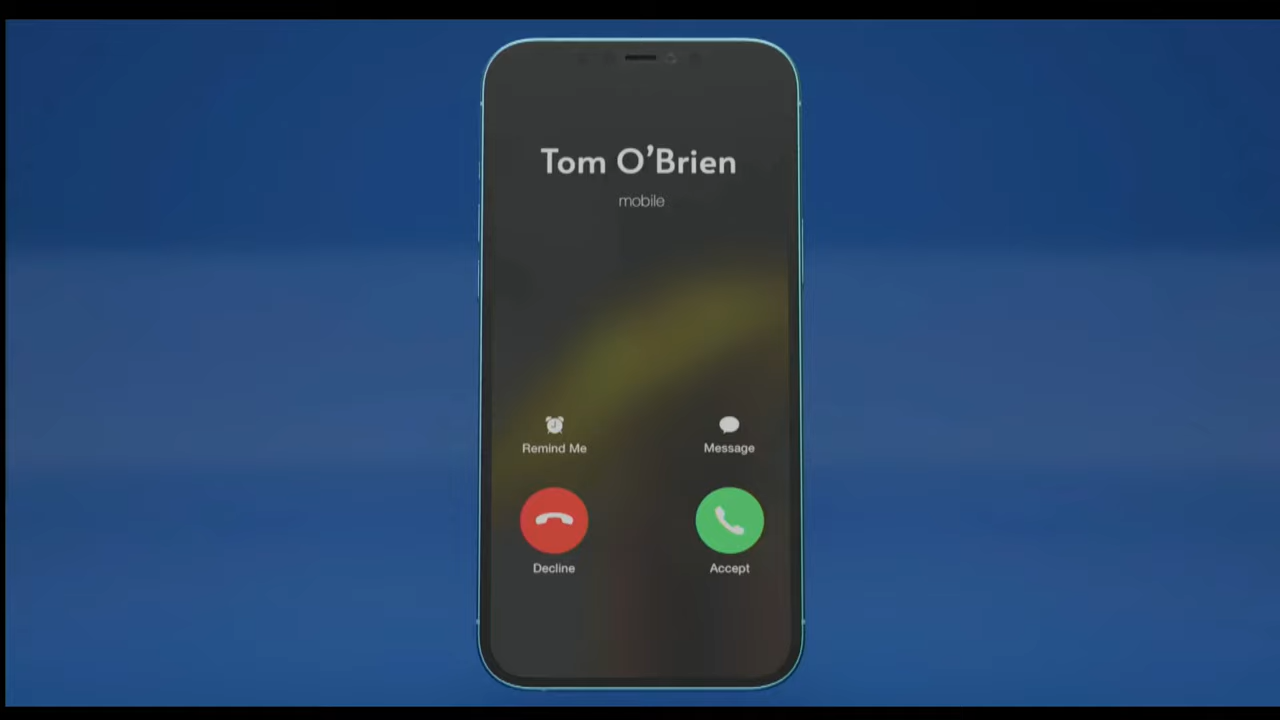 Tom O’Brien
mobile
Remind Me
Message
Decline
Accept